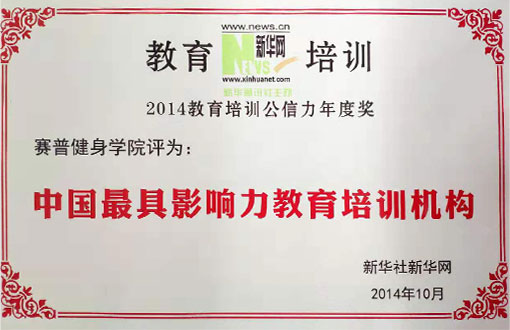 www.news.cn
教育 新华网 培训
NEWS
www.xinhuanet.com
新华通讯社主办
2014教育培训公信力年度奖
赛普健身学院评为：
中国最具影响力教育培训机构
新华社新华网
2014年10月